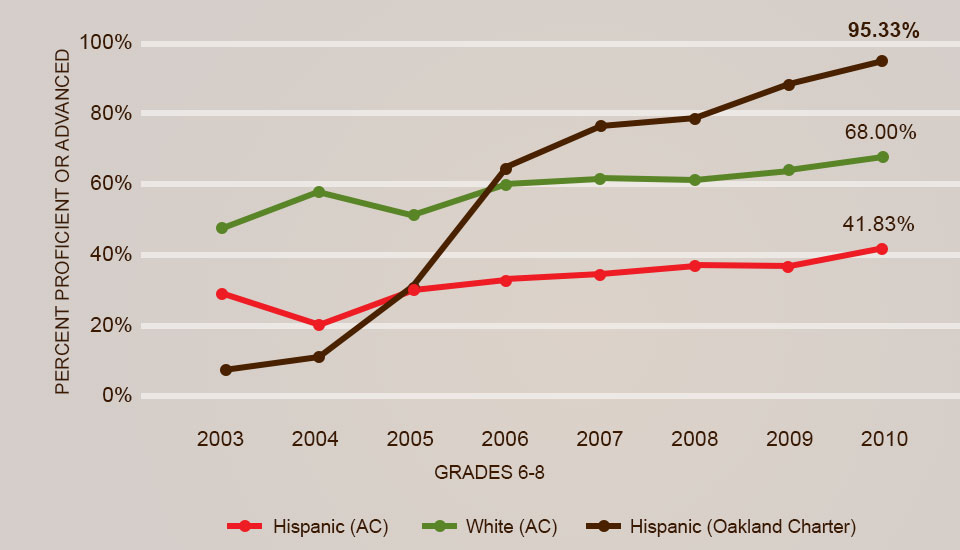 95.33%
100%
PERCENT PROFICIENT OR ADVANCED
80%
68.00%
60%
41.83%
40%
20%
0%
2003 2004 2005 2006 2007 2008 2009 2010
GRADES 6-8
Hispanic (AC) White (AC) Hispanic (Oakland Charter)